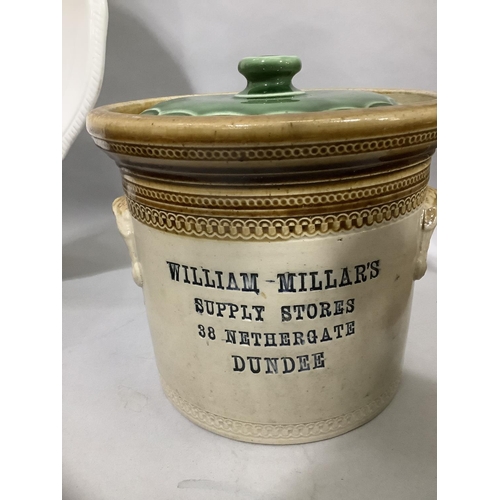 WILLIAM MILLAR'S
SUPPLY STORES
38 NETHERGATE
DUNDEE